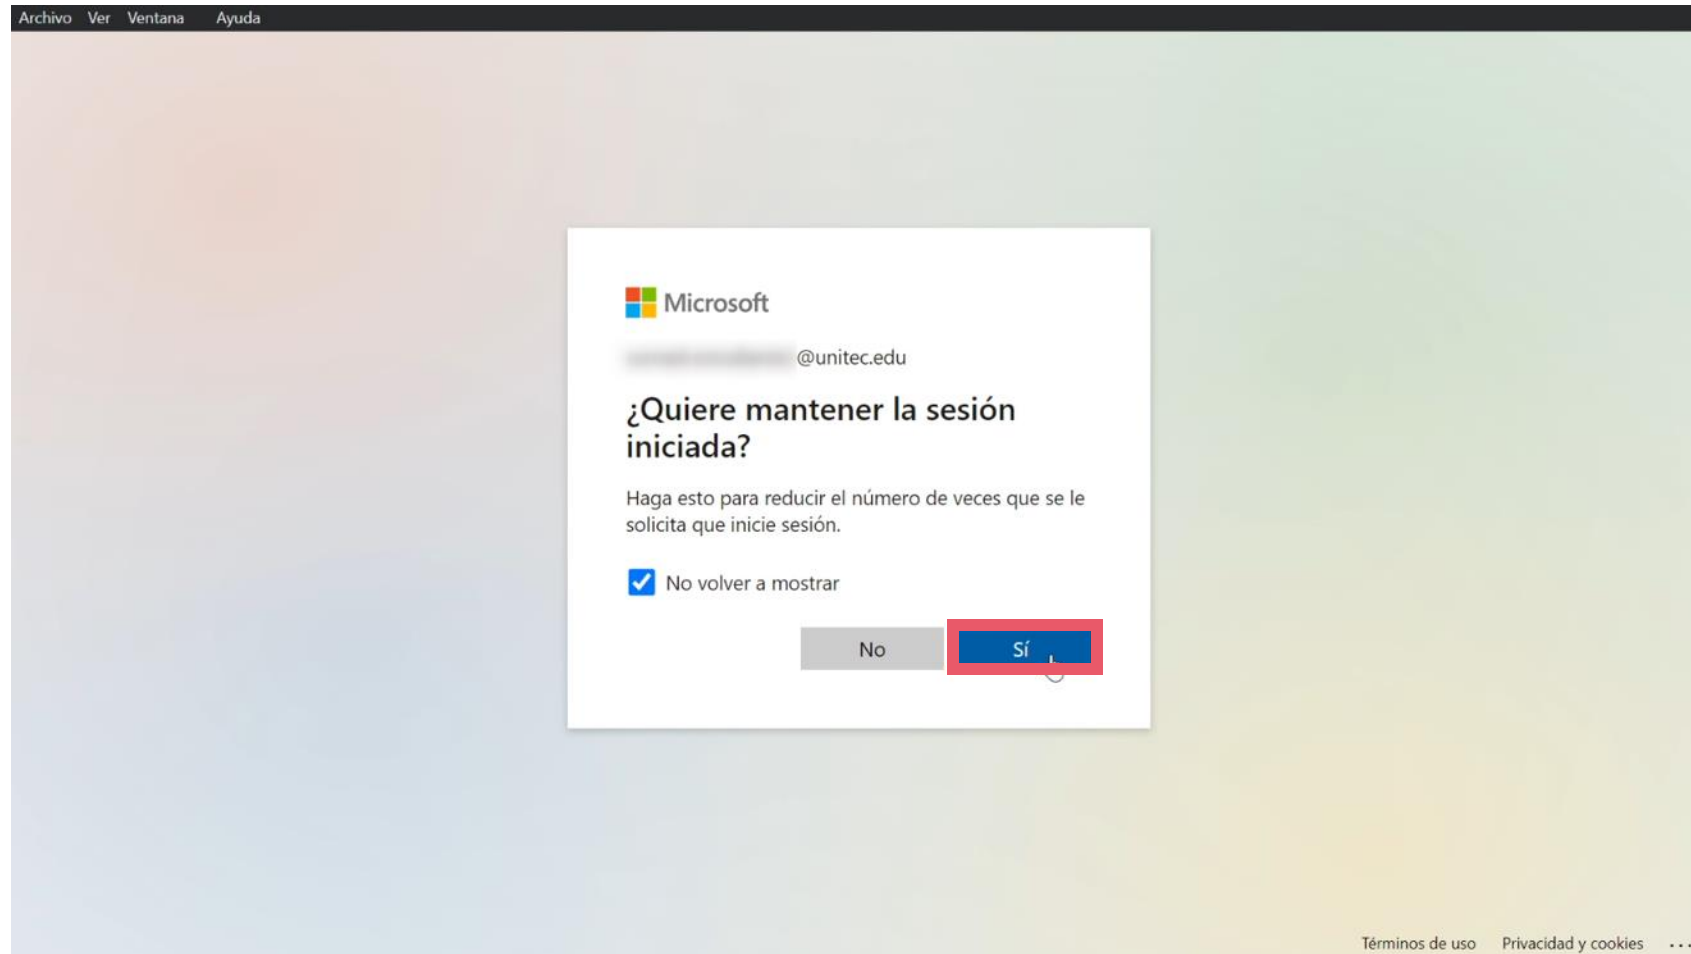 Archivo Ver Ventana Ayuda
Microsoft
@unitec.edu
¿Quiere mantener la sesión
iniciada?
Haga esto para reducir el número de veces que se le
solicita que inicie sesión.
No volver a mostrar
No Sí
Términos de uso Privacidad y cookies ...